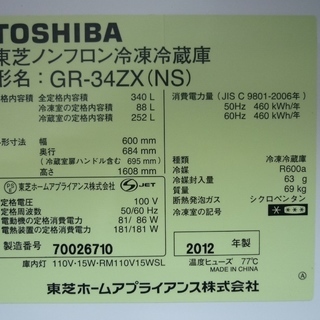 TOSHIBA
東芝ノンフロン冷凍冷蔵庫
形名：GR-34ZX(NS)
格内容積 全定格内容積 340 L
冷凍室の定格内容積 88 L
冷蔵室の定格内容積 252 L
消費電力量 (JIS C 9801-2006年)
50Hz 460 kWh/年
60Hz 460 kWh/年
外形寸法 幅 600 mm
奥行 664 mm
(冷蔵室扉ハンドル含む 695 mm)
高さ 1608 mm
種類 冷凍冷蔵庫
冷媒 R600a
冷媒封入量 63 g
質量 69 kg
断熱発泡ガス シクロペンタン
冷凍室の記号
東芝ホームアプライアンス株式会社 S JET
定格電圧 100 V
定格周波数 50/60 Hz
電動機の定格消費電力 81/ 86 W
電熱装置の定格消費電力 181/181 W
製造番号 70026710
2012 年製
庫内灯 110V・15W・RM110V15WSL
温度ヒューズ 77℃
MADE IN CHINA
東芝ホームアプライアンス株式会社